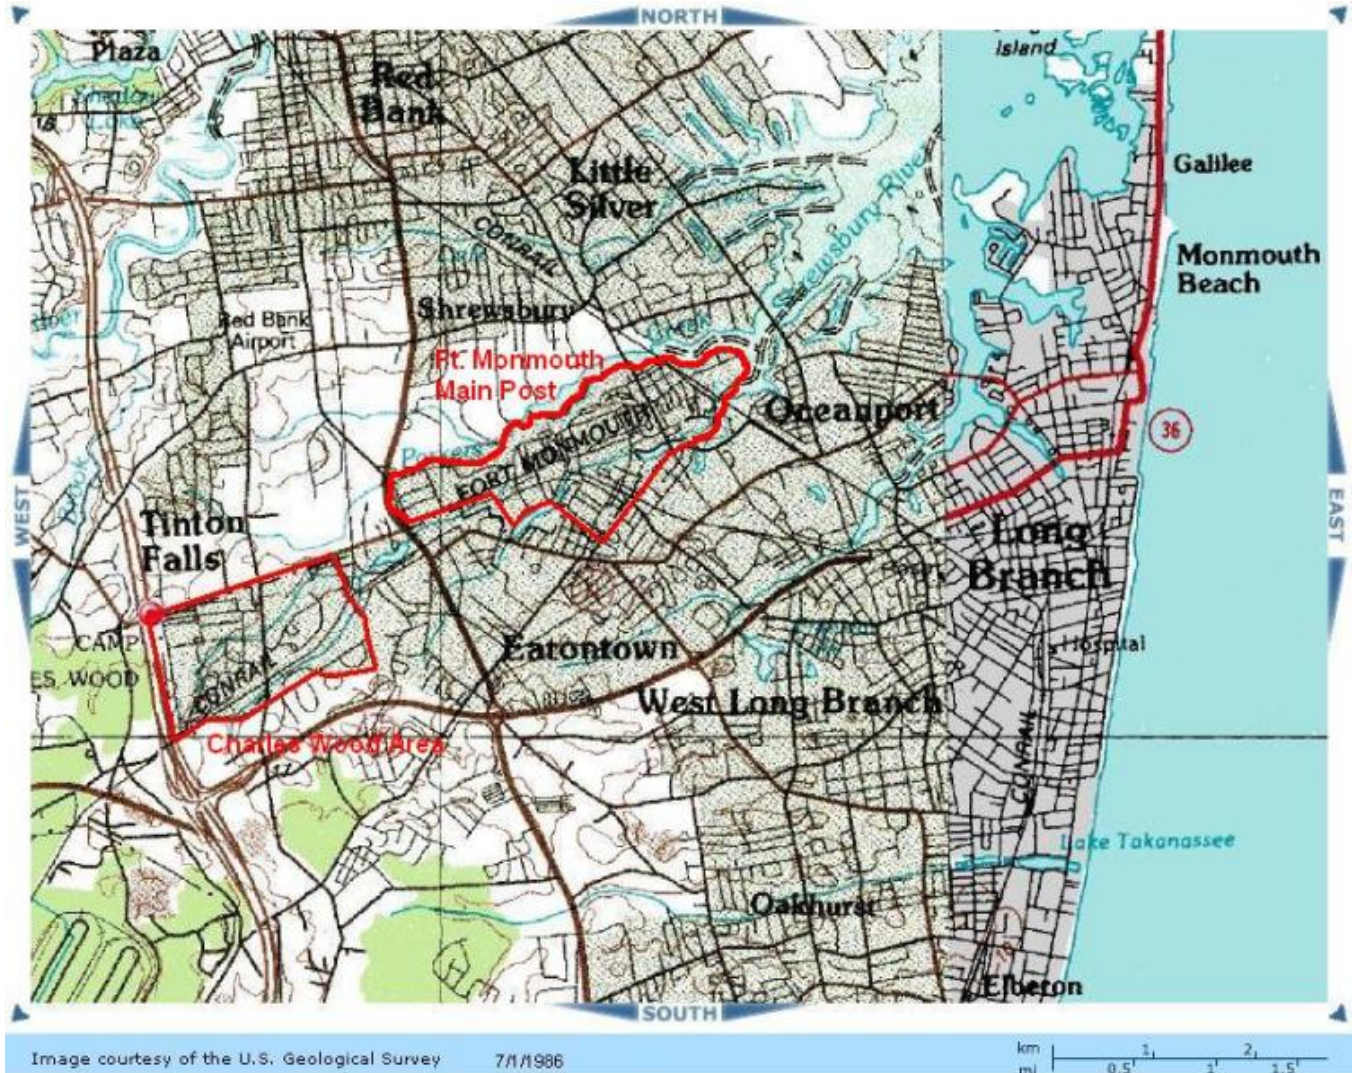 NORTH
Plaza
Island
Red
Bank
Galilee
Little
Silver
Shrewsbury River
CONRAIL
Monmouth
Beach
Shrewsbury
Red Bank
Airport
Creek
Ft. Monmouth
Main Post
Oceanport
36
FORT MONMOUTH
WEST
EAST
Tinton
Falls
Long
Branch
CAMP
ES WOOD
Eatontown
Hospital
CONRAIL
West Long Branch
Charles Wood Area
CONRAIL
Lake Takanassee
Oakhurst
Elberon
SOUTH
Image courtesy of the U.S. Geological Survey 7/1/1986
km 1 2
mi 0.5 1 1.5